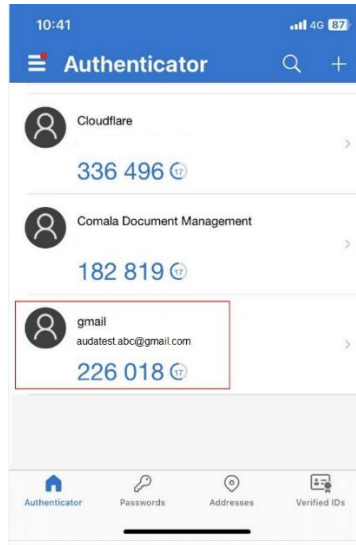 10:41 4G 87
Authenticator
Cloudflare
336 496 17
Comala Document Management
182 819 17
gmail
audatest.abc@gmail.com
226 018 17
Authenticator Passwords Addresses Verified IDs